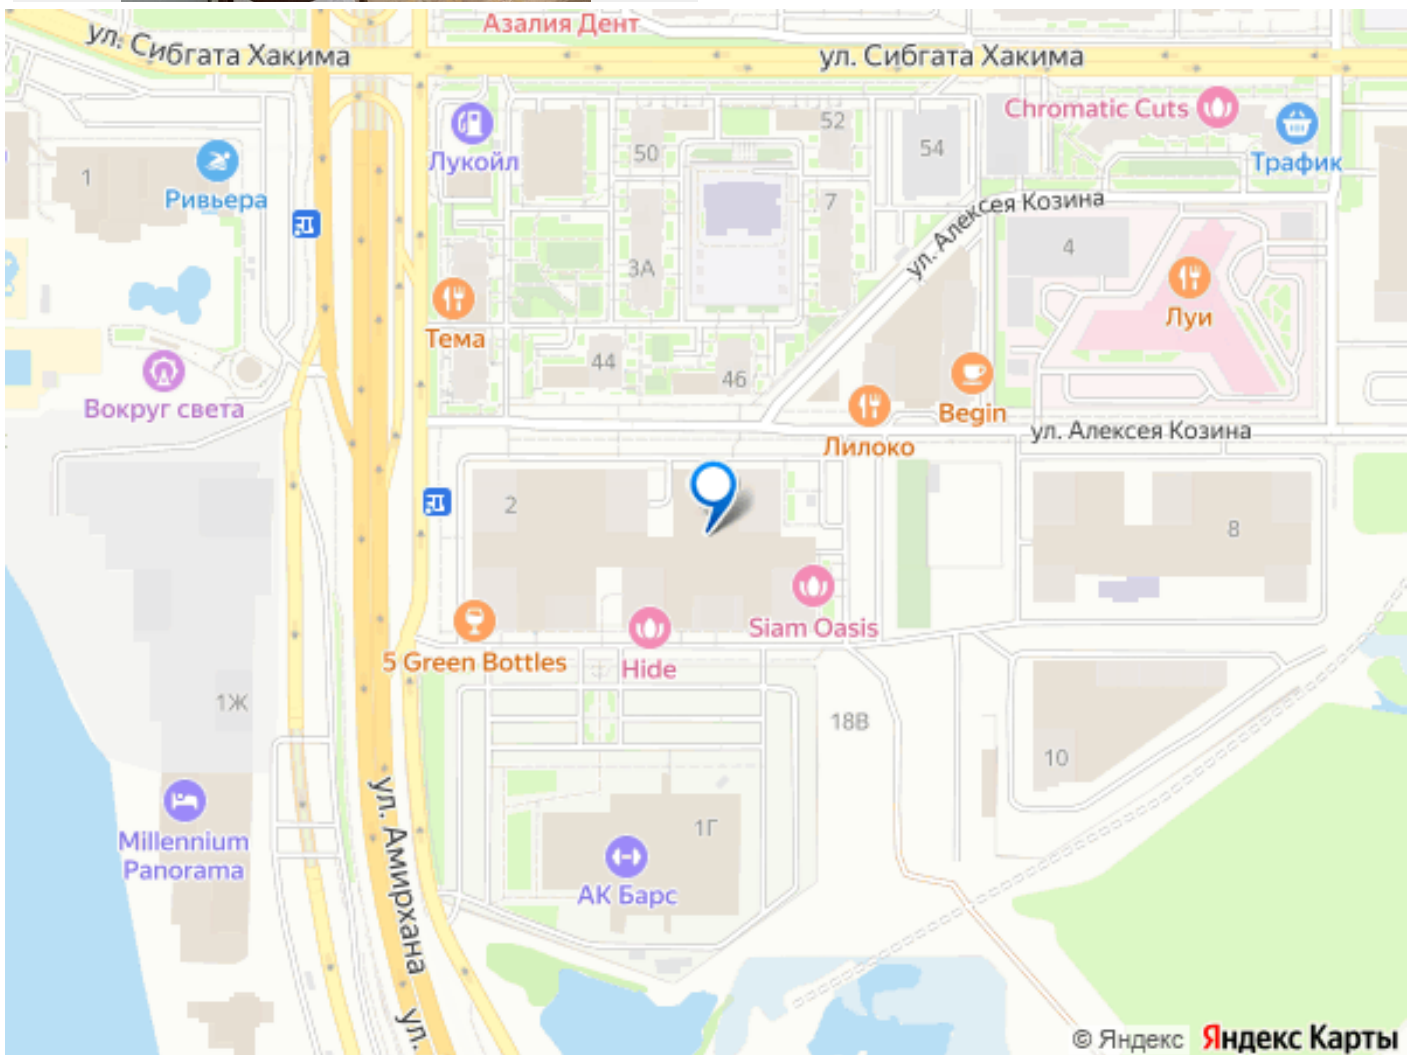 Азалия Дент
ул. Сибгата Хакима
ул. Сибгата Хакима
Chromatic Cuts
Лукойл
52
50
54
Трафик
1
Ривьера
7
ул. Алексея Козина
4
3А
Луи
Тема
44
46
Вокруг света
Begin
Лилоко
ул. Алексея Козина
2
8
Siam Oasis
5 Green Bottles
Hide
1Ж
18В
10
ул. Амирхана
Millennium
Panorama
1Г
АК Барс
ул.
© Яндекс Яндекс Карты